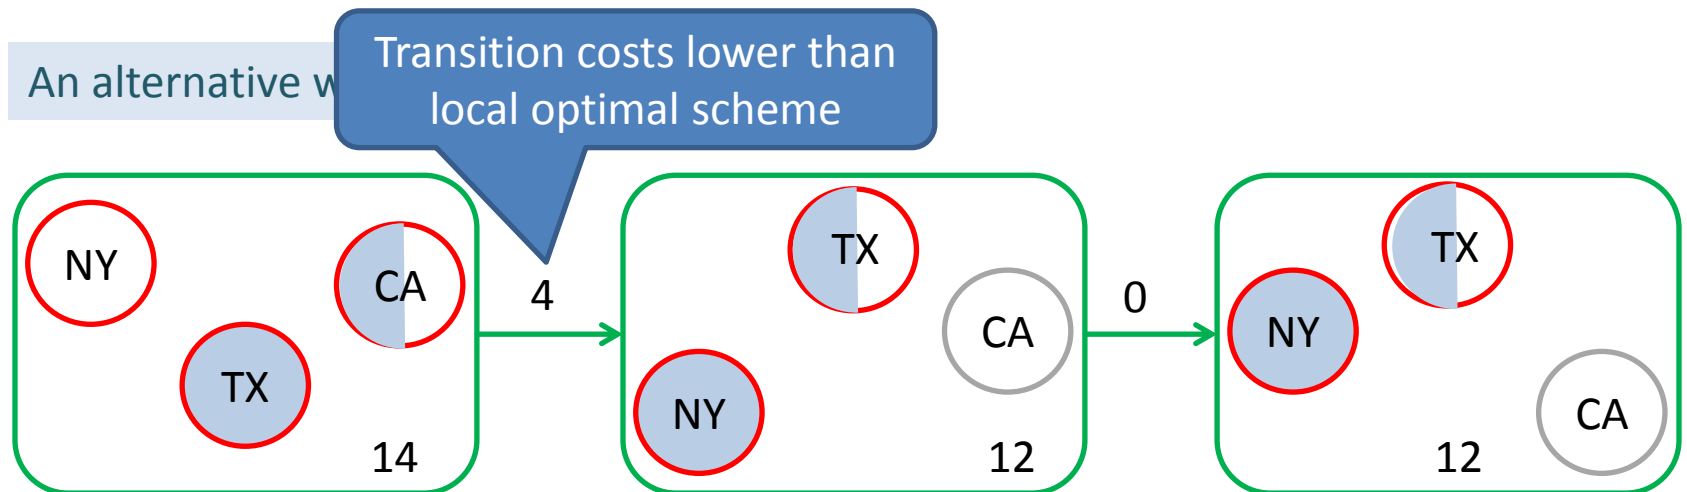 An alternative
Transition costs lower than
local optimal scheme
NY
CA
TX
14
4
TX
CA
NY
12
0
TX
NY
CA
12